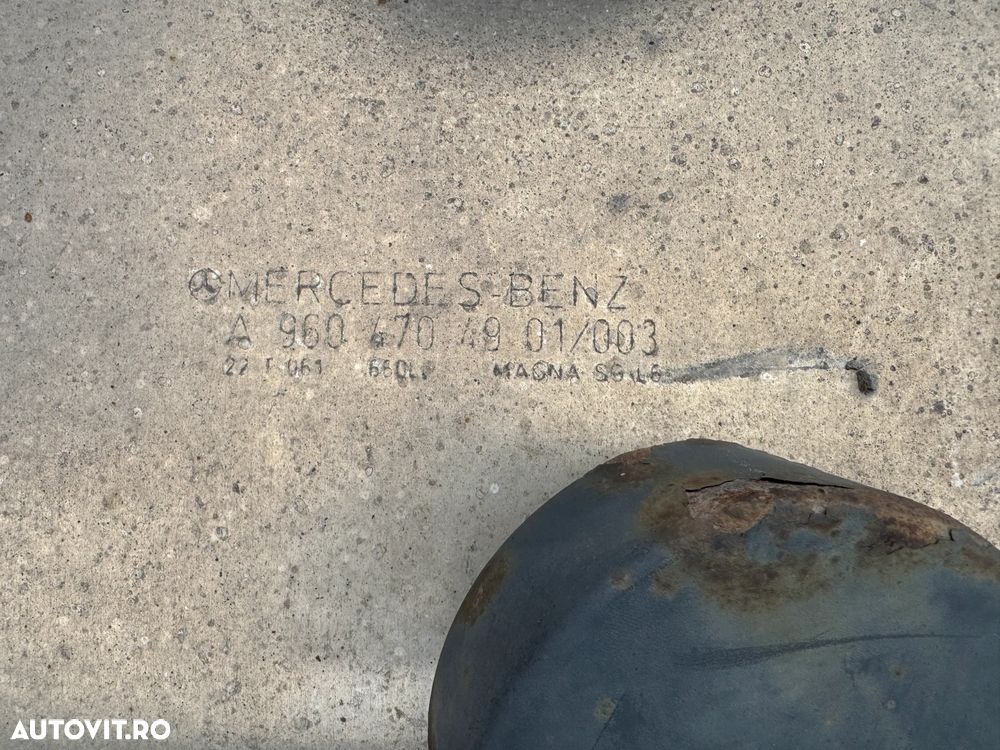 MERCEDES-BENZ
A 960 470 49 01/003
MAGNA
AUTOVIT.RO